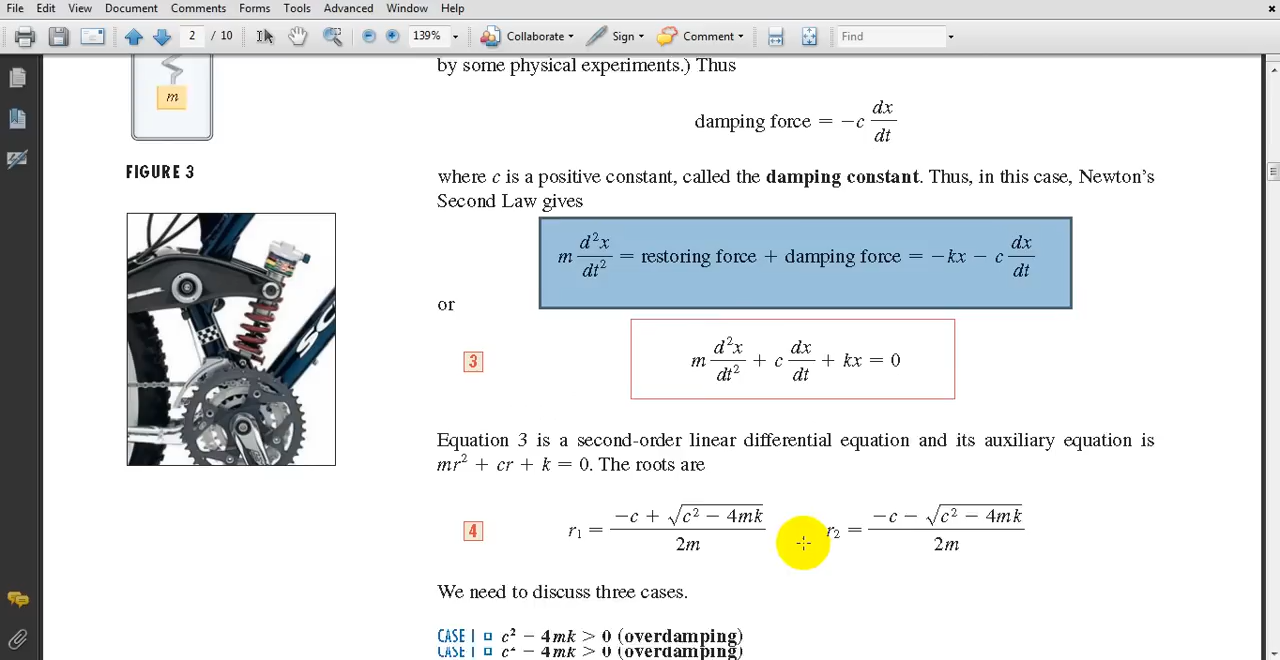 File Edit View Document Comments Forms Tools Advanced Window Help
2 / 10 139% Collaborate Sign Comment Find
by some physical experiments.) Thus
m
damping force = −c dx/dt
FIGURE 3
where c is a positive constant, called the damping constant. Thus, in this case, Newton's
Second Law gives
m d²x/dt² = restoring force + damping force = −kx − c dx/dt
or
3 m d²x/dt² + c dx/dt + kx = 0
Equation 3 is a second-order linear differential equation and its auxiliary equation is
mr² + cr + k = 0. The roots are
4 r₁ = (−c + √(c² − 4mk))/2m r₂ = (−c − √(c² − 4mk))/2m
We need to discuss three cases.
CASE I c² − 4mk > 0 (overdamping)
CASE I c² − 4mk > 0 (overdamping)